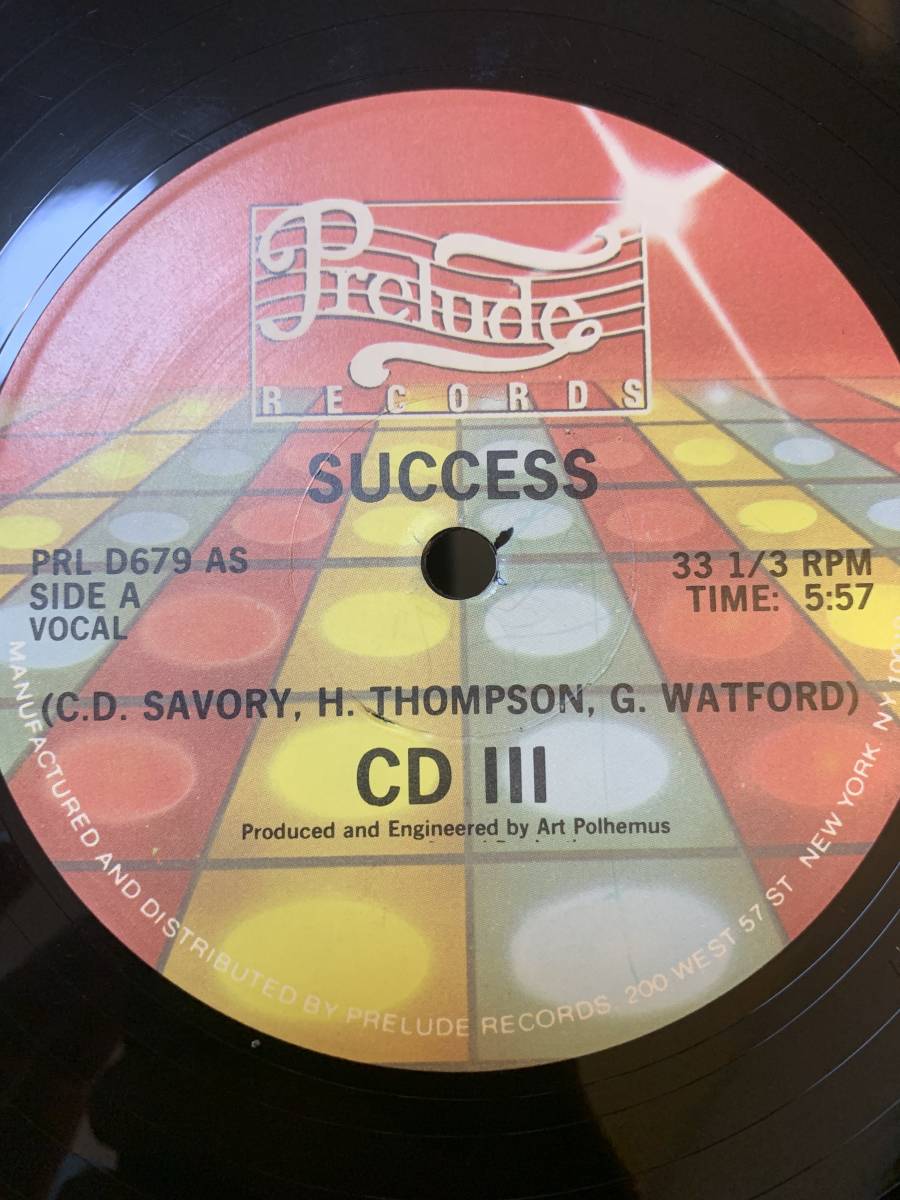 Prelude
RECORDS
SUCCESS
PRL D679 AS
SIDE A
VOCAL
33 1/3 RPM
TIME: 5:57
(C.D. SAVORY, H. THOMPSON, G. WATFORD)
CD III
Produced and Engineered by Art Polhemus
MANUFACTURED AND DISTRIBUTED BY PRELUDE RECORDS, 200 WEST 57 ST NEW YORK. NY